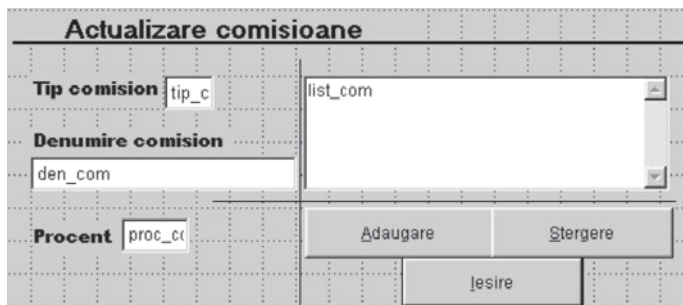 Actualizare comisioane
Tip comision tip_c
list_com
Denumire comision
den_com
Procent proc_co
Adaugare
Stergere
Iesire